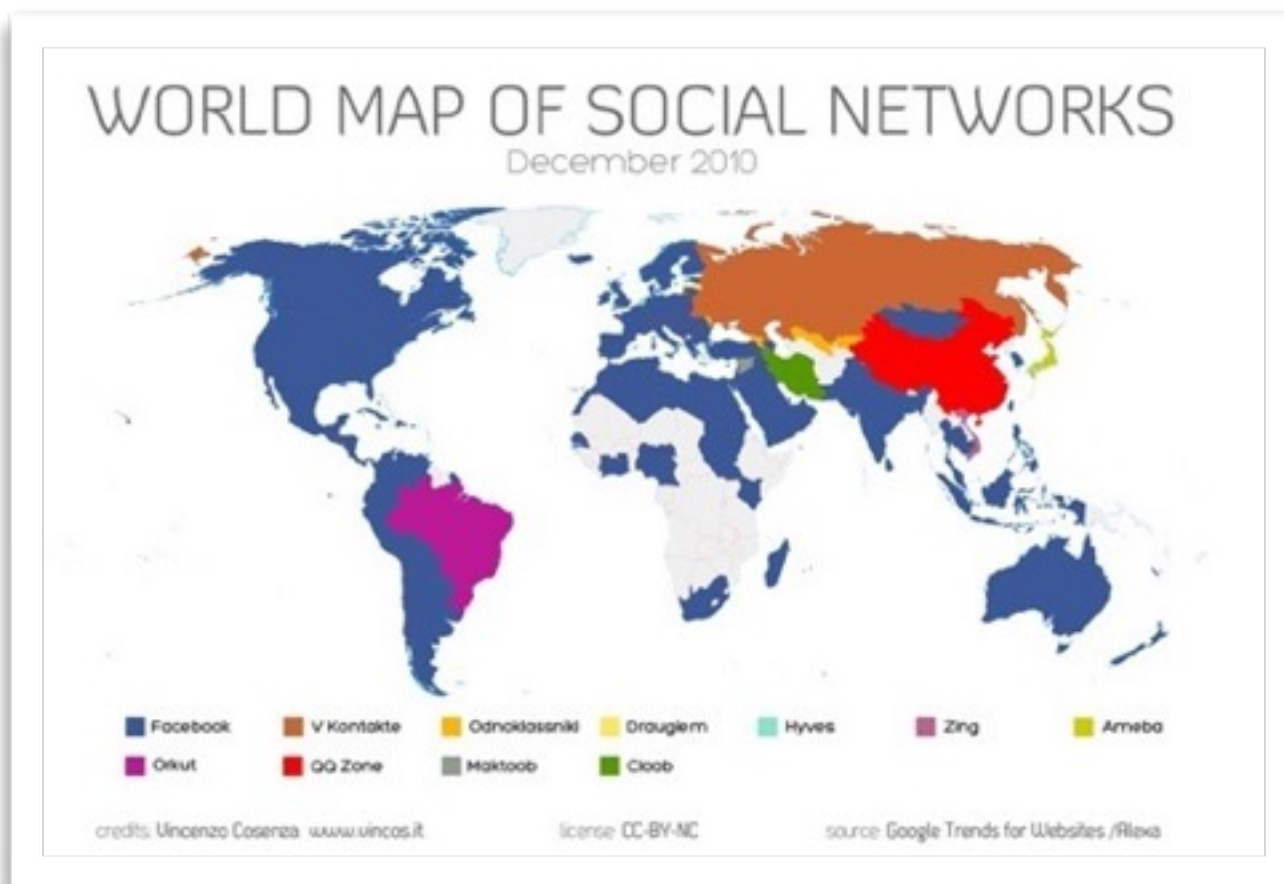 WORLD MAP OF SOCIAL NETWORKS
December 2010
Facebook V Kontakte Odnoklassniki Draugiem Hyves Zing Ameba
Orkut QQ Zone Maktoob Cloob
credits: Vincenzo Cosenza www.vincos.it license: CC-BY-NC source: Google Trends for Websites /Alexa